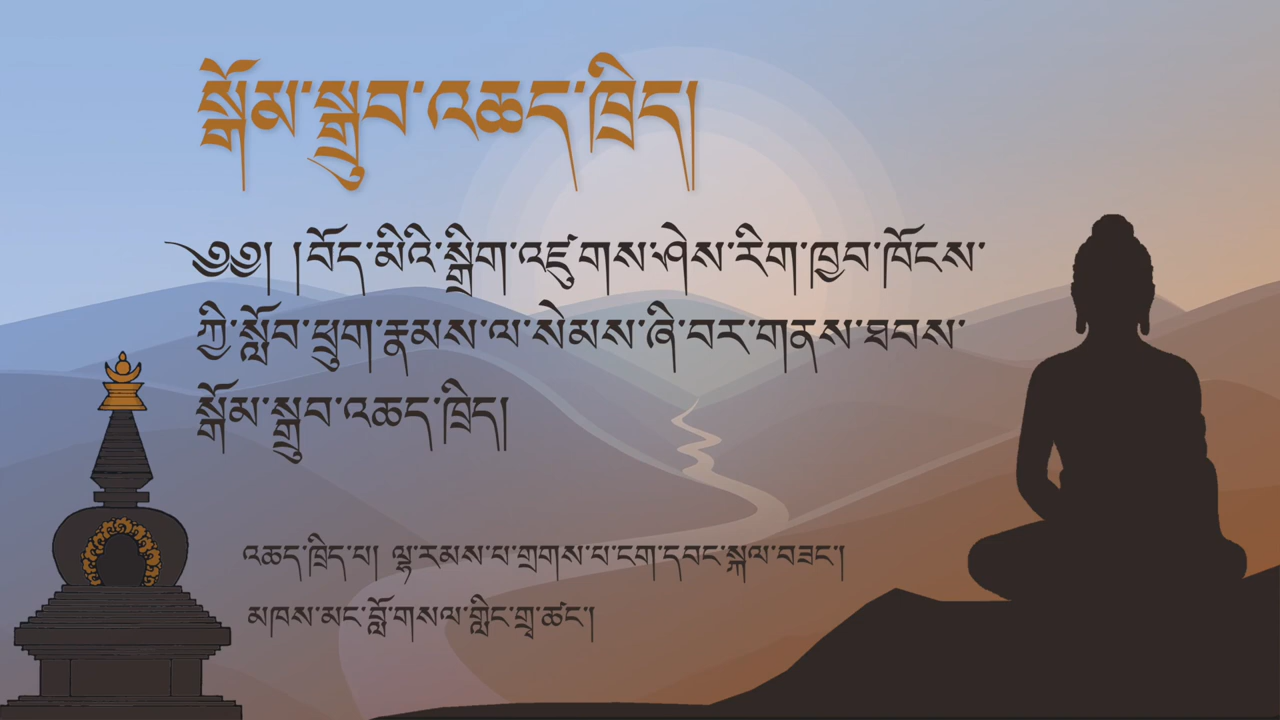 སྒོམ་སྒྲུབ་འཆད་ཁྲིད།
༄༅། །བོད་མིའི་སྒྲིག་འཛུགས་ཤེས་རིག་ཁྱབ་ཁོངས་
ཀྱི་སློབ་ཕྲུག་རྣམས་ལ་སེམས་ཞི་བར་གནས་ཐབས་
སྒོམ་སྒྲུབ་འཆད་ཁྲིད།
འཆད་ཁྲིད་པ། ལྷ་རམས་པ་གྲགས་པ་ངག་དབང་སྐལ་བཟང་།
མཁས་མང་བློ་གསལ་གླིང་གྲྭ་ཚང་།